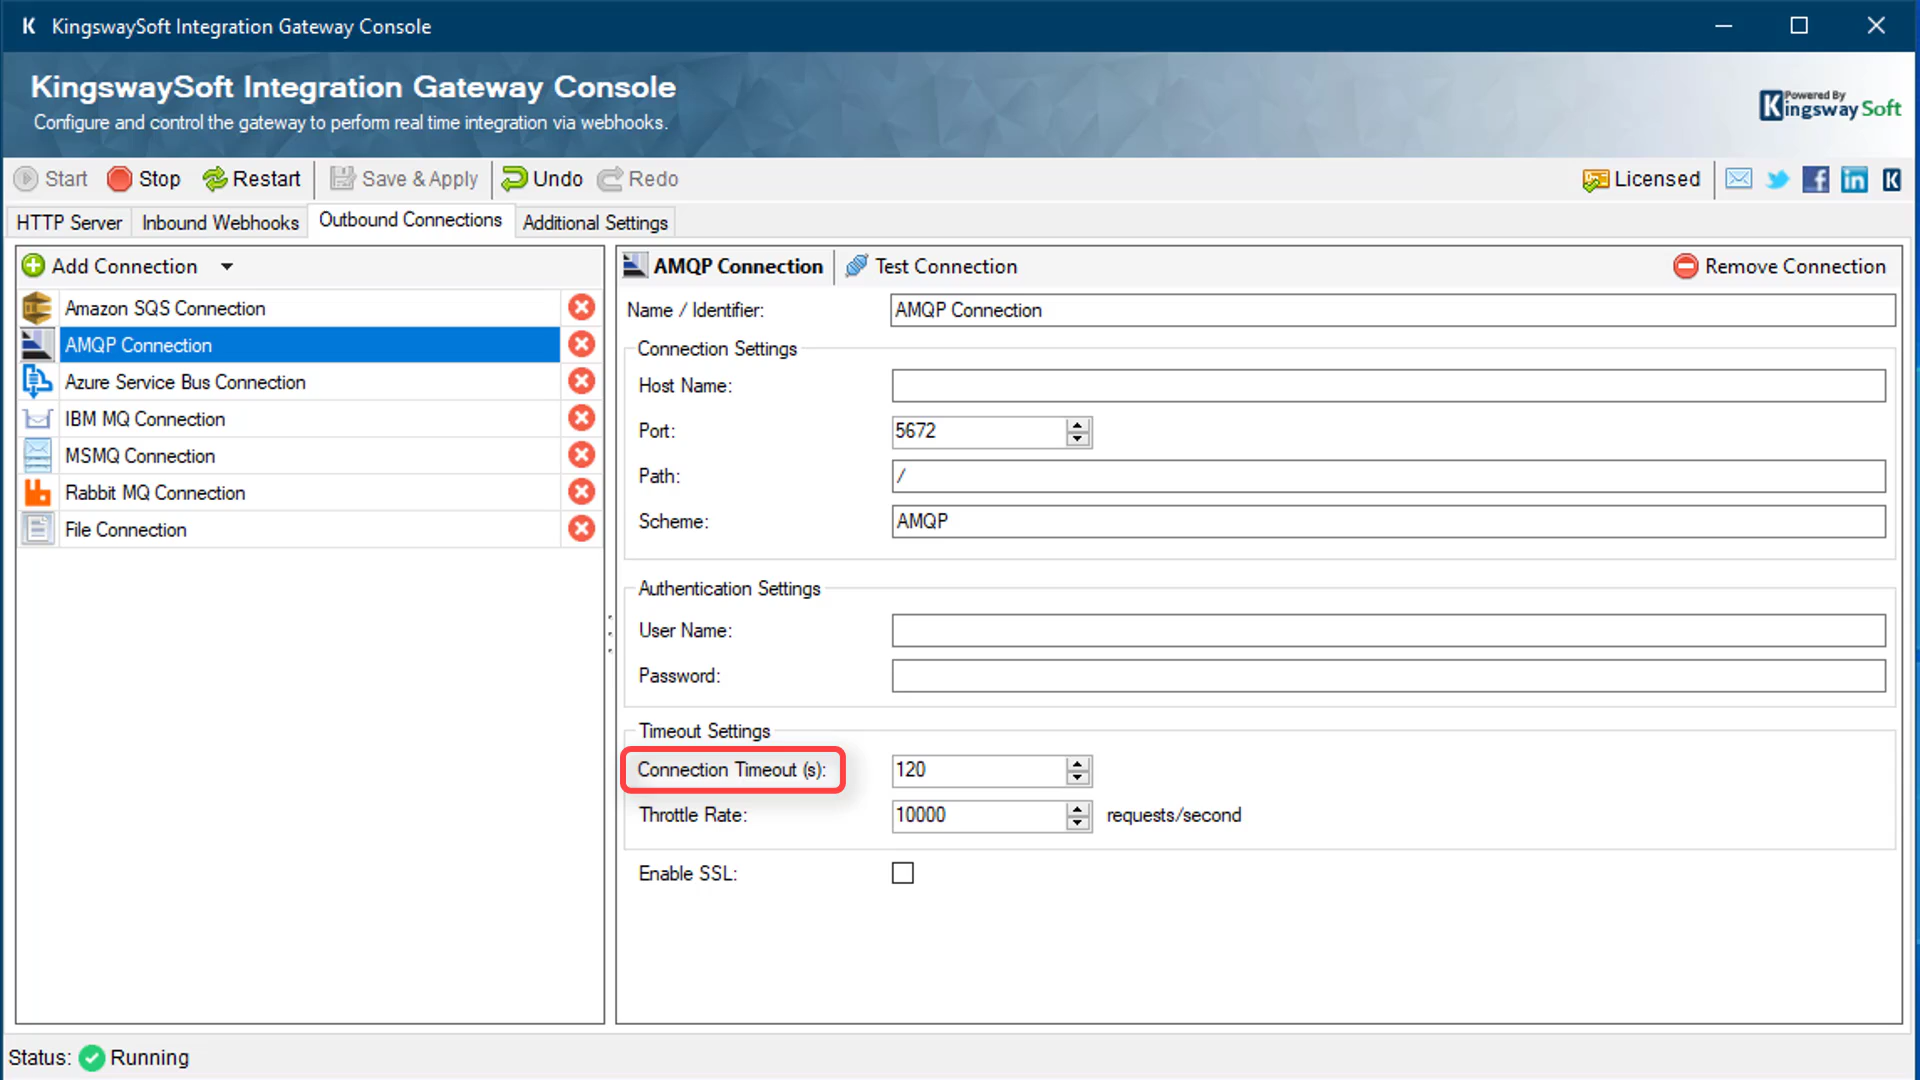 KingswaySoft Integration Gateway Console
KingswaySoft Integration Gateway Console
Configure and control the gateway to perform real time integration via webhooks.
Powered By
KingswaySoft
Start Stop Restart Save & Apply Undo Redo Licensed
HTTP Server Inbound Webhooks Outbound Connections Additional Settings
Add Connection
Amazon SQS Connection
AMQP Connection
Azure Service Bus Connection
IBM MQ Connection
MSMQ Connection
Rabbit MQ Connection
File Connection
AMQP Connection Test Connection Remove Connection
Name / Identifier: AMQP Connection
Connection Settings
Host Name:
Port: 5672
Path: /
Scheme: AMQP
Authentication Settings
User Name:
Password:
Timeout Settings
Connection Timeout (s): 120
Throttle Rate: 10000 requests/second
Enable SSL:
Status: Running